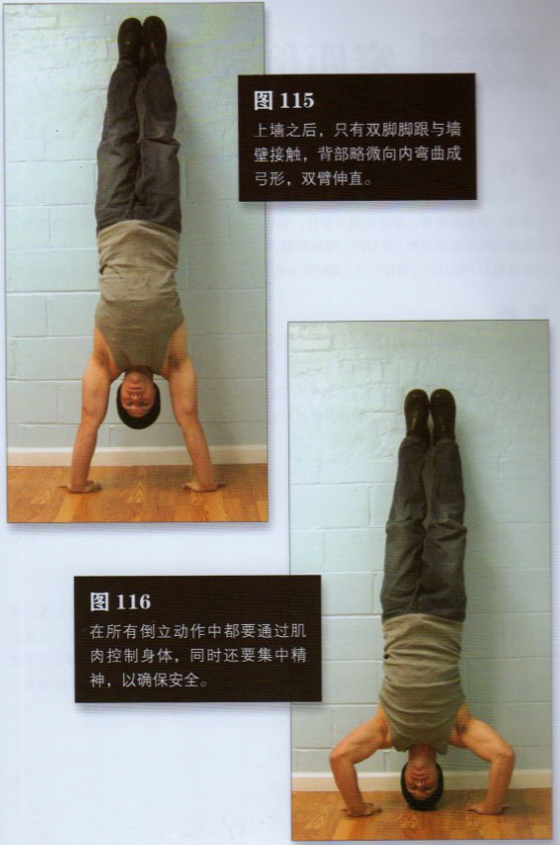 图 115
上墙之后，只有双脚脚跟与墙
壁接触，背部略微向内弯曲成
弓形，双臂伸直。
图 116
在所有倒立动作中都要通过肌
肉控制身体，同时还要集中精
神，以确保安全。